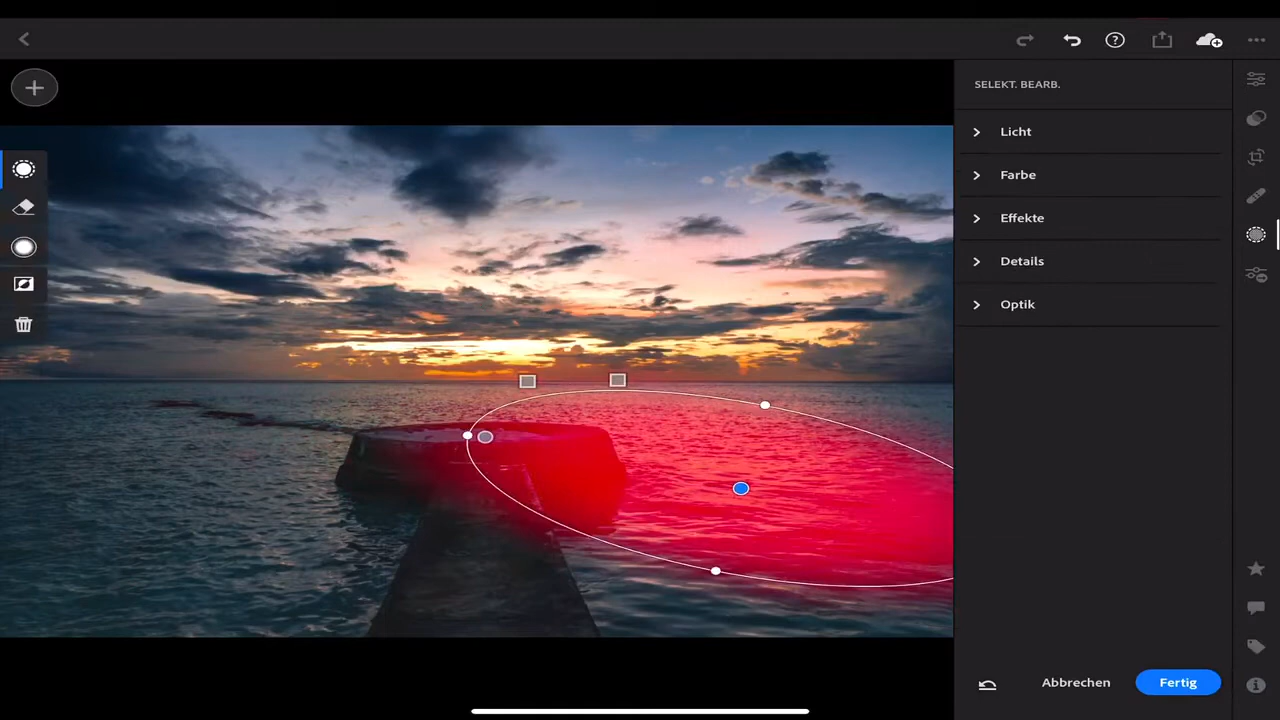 SELEKT. BEARB.
Licht
Farbe
Effekte
Details
Optik
Abbrechen
Fertig